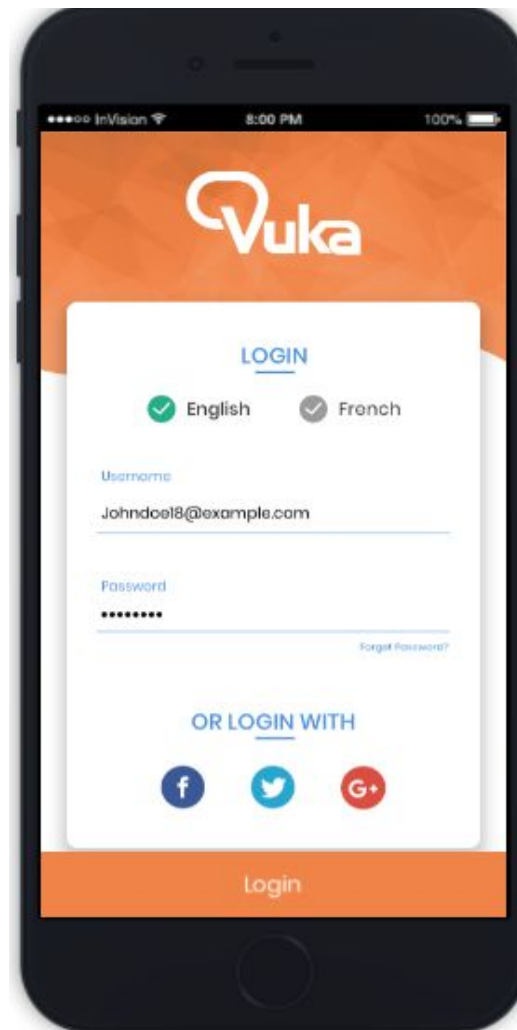 InVision 8:00 PM 100%
Vuka
LOGIN
English French
Username
Johndoe18@example.com
Password
••••••••
Forgot Password?
OR LOGIN WITH
f G+
Login